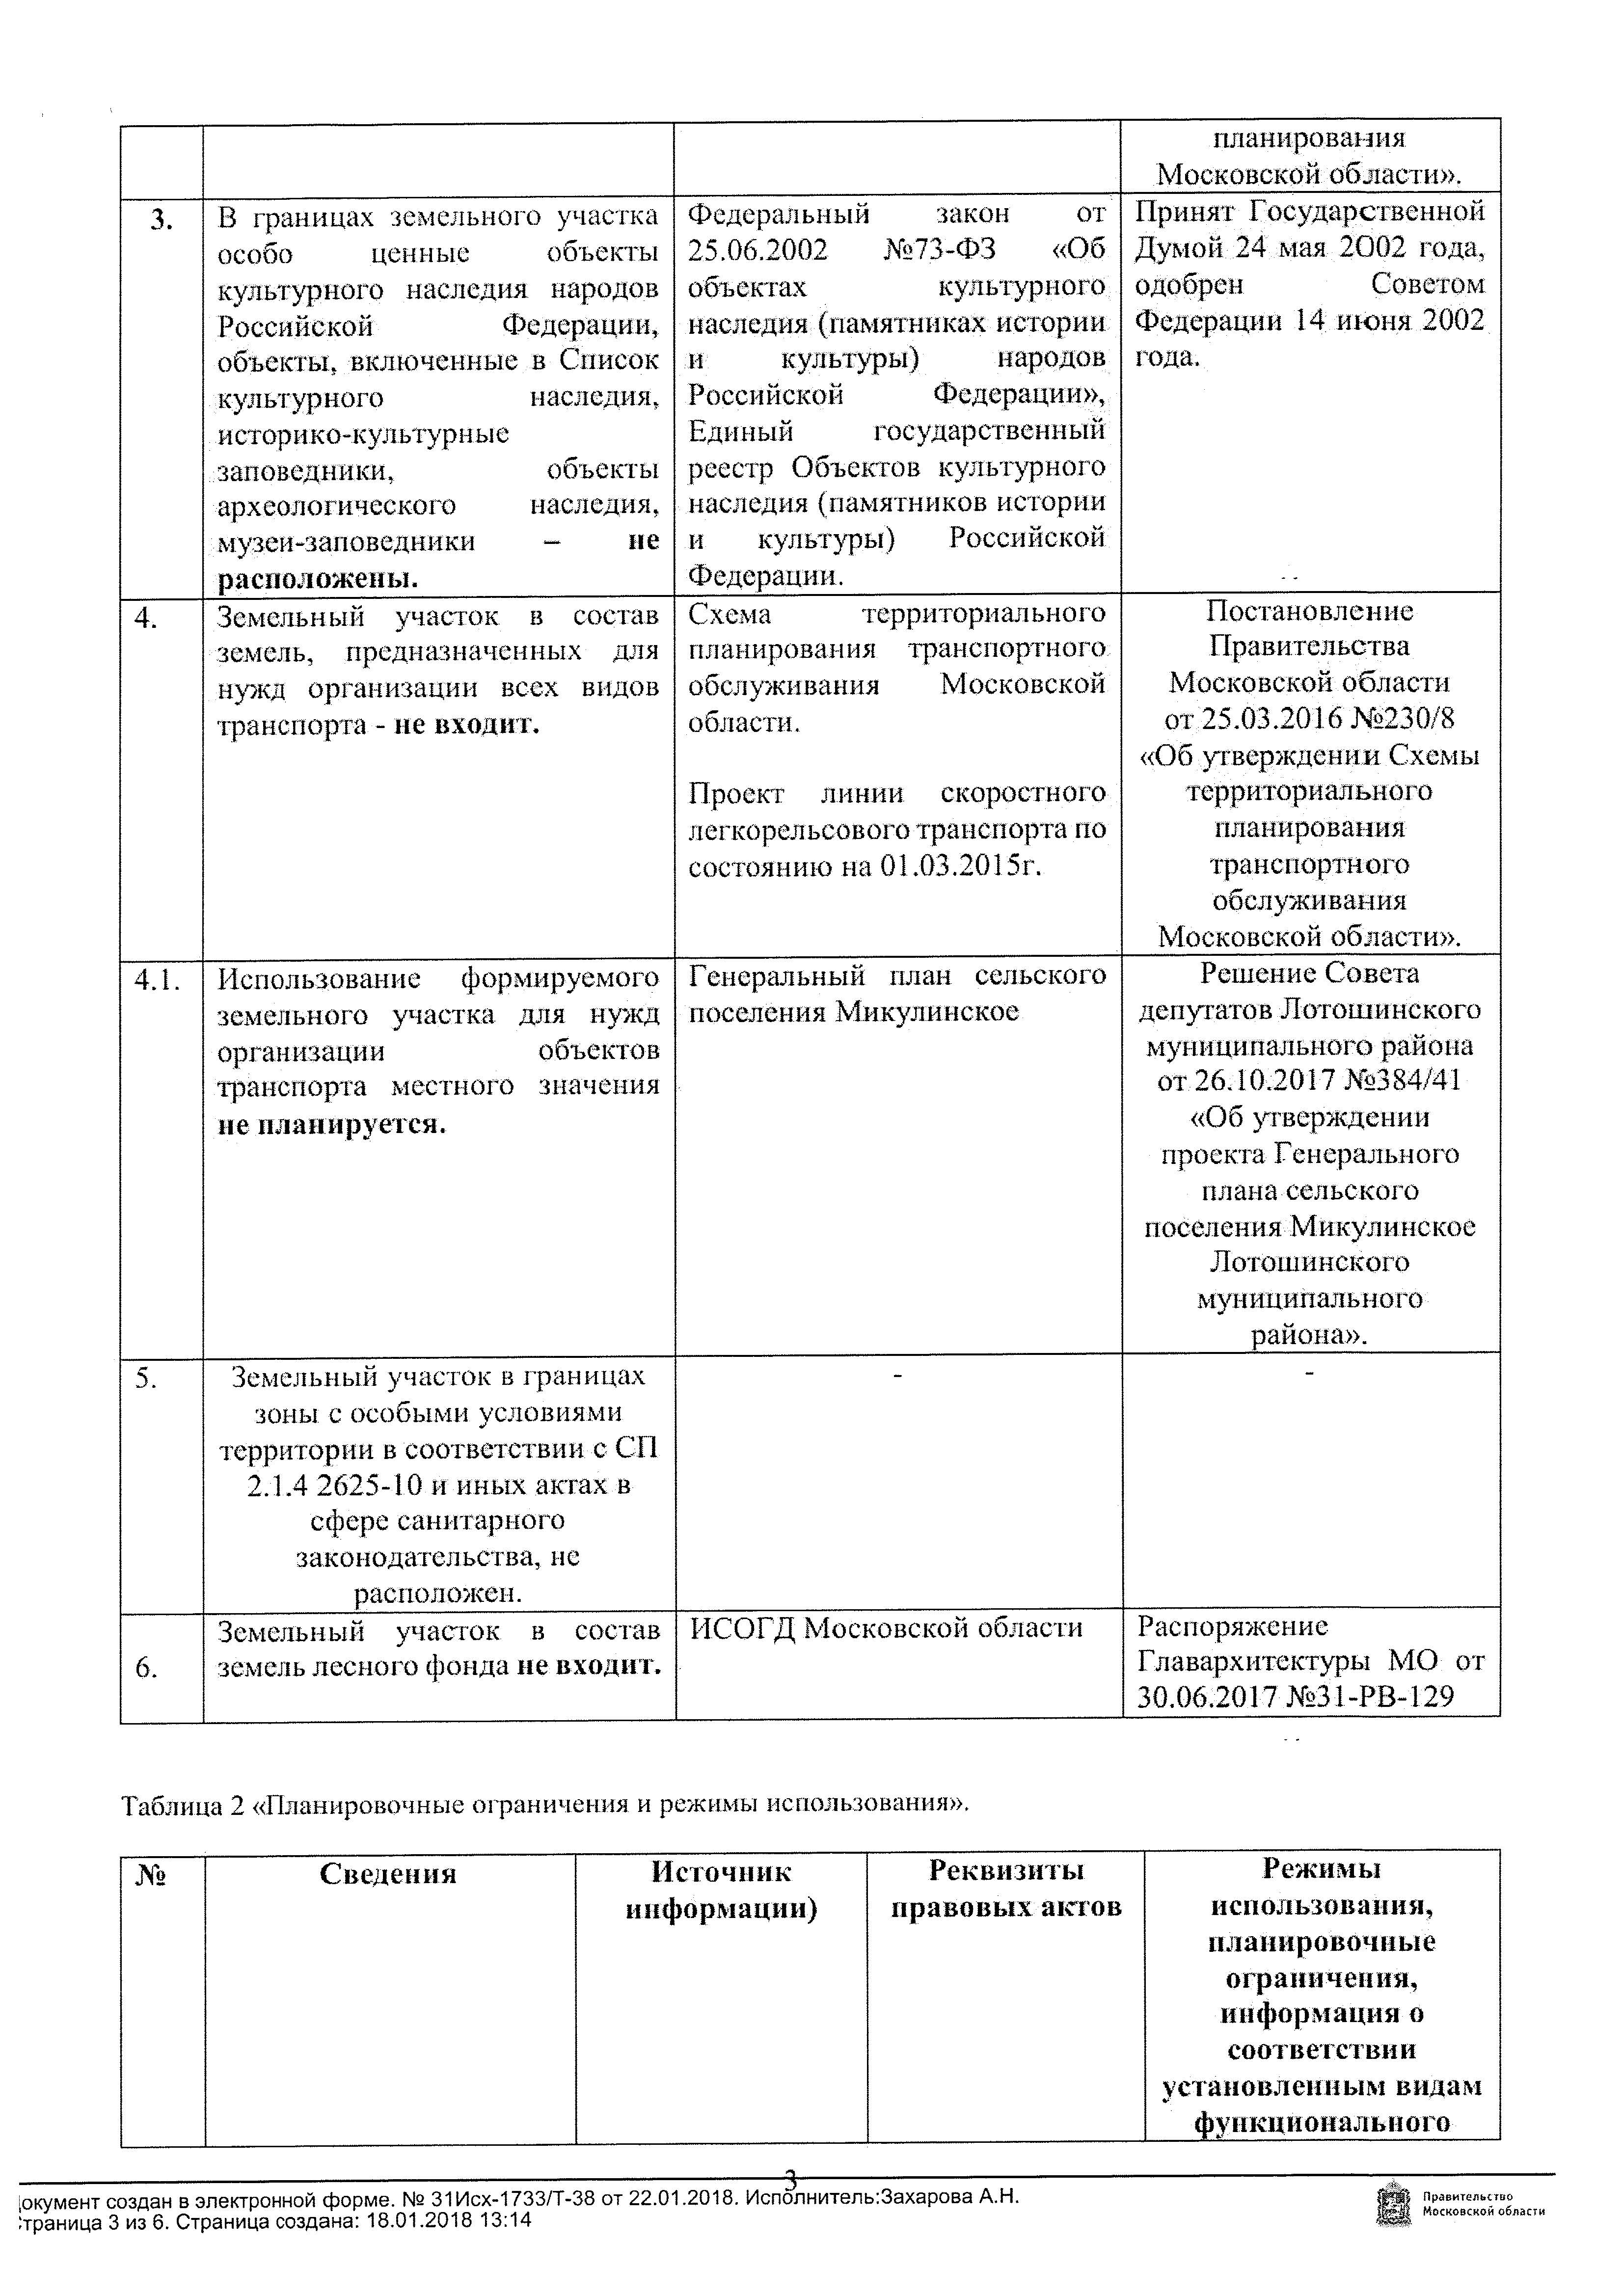 планирования
Московской области».
3.
В границах земельного участка
особо ценные объекты
культурного наследия народов
Российской Федерации,
объекты, включенные в Список
культурного наследия,
историко-культурные
заповедники, объекты
археологического наследия,
музеи-заповедники – не
расположены.
Федеральный закон от
25.06.2002 №73-ФЗ «Об
объектах культурного
наследия (памятниках истории
и культуры) народов
Российской Федерации»,
Единый государственный
реестр Объектов культурного
наследия (памятников истории
и культуры) Российской
Федерации.
Принят Государственной
Думой 24 мая 2002 года,
одобрен Советом
Федерации 14 июня 2002
года.
4.
Земельный участок в состав
земель, предназначенных для
нужд организации всех видов
транспорта - не входит.
Схема территориального
планирования транспортного
обслуживания Московской
области.
Проект линии скоростного
легкорельсового транспорта по
состоянию на 01.03.2015г.
Постановление
Правительства
Московской области
от 25.03.2016 №230/8
«Об утверждении Схемы
территориального
планирования
транспортного
обслуживания
Московской области».
4.1.
Использование формируемого
земельного участка для нужд
организации объектов
транспорта местного значения
не планируется.
Генеральный план сельского
поселения Микулинское
Решение Совета
депутатов Лотошинского
муниципального района
от 26.10.2017 №384/41
«Об утверждении
проекта Генерального
плана сельского
поселения Микулинское
Лотошинского
муниципального
района».
5.
Земельный участок в границах
зоны с особыми условиями
территории в соответствии с СП
2.1.4 2625-10 и иных актах в
сфере санитарного
законодательства, не
расположен.
-
-
6.
Земельный участок в состав
земель лесного фонда не входит.
ИСОГД Московской области
Распоряжение
Главархитектуры МО от
30.06.2017 №31-РВ-129
Таблица 2 «Планировочные ограничения и режимы использования».
№
Сведения
Источник
информации)
Реквизиты
правовых актов
Режимы
использования,
планировочные
ограничения,
информация о
соответствии
установленным видам
функционального
3
окумент создан в электронной форме. № 31Исх-1733/Т-38 от 22.01.2018. Исполнитель:Захарова А.Н.
траница 3 из 6. Страница создана: 18.01.2018 13:14
Правительство
Московской области